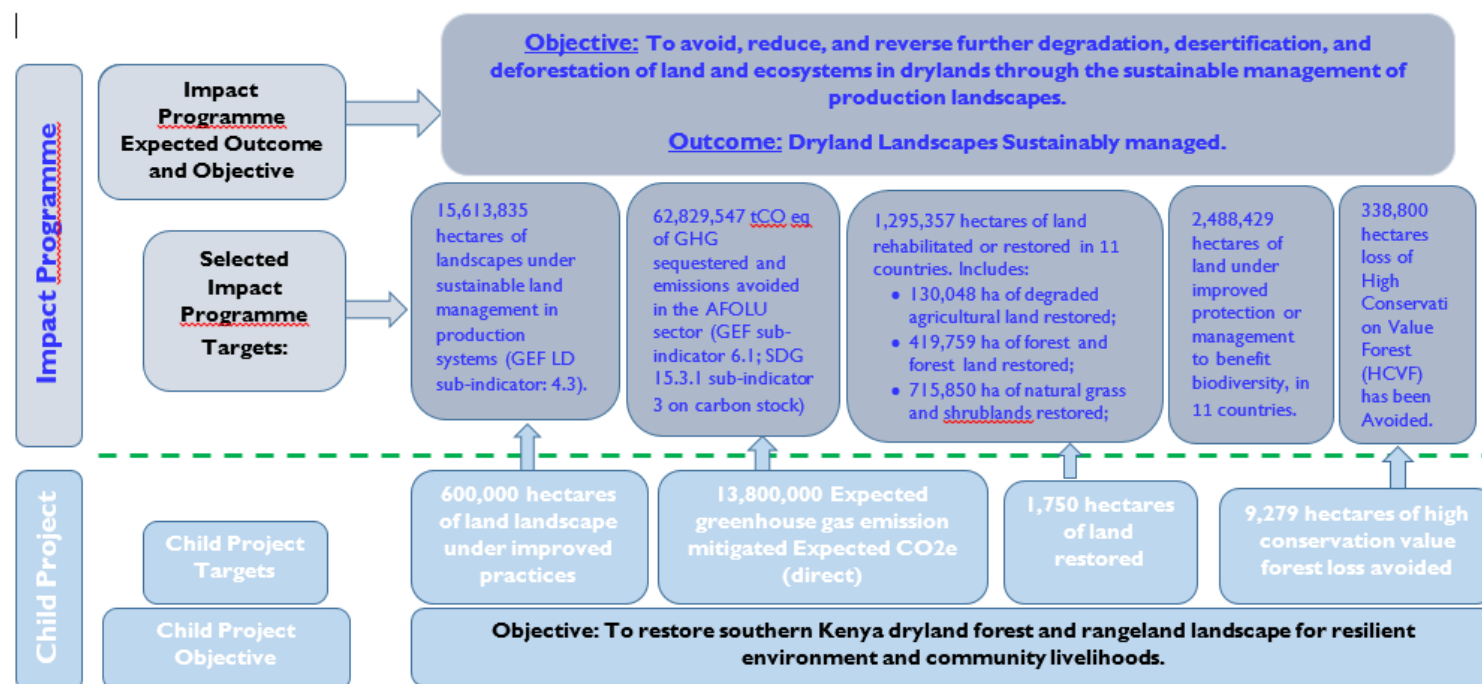 Impact Programme
Impact
Programme
Expected Outcome
and Objective
Objective: To avoid, reduce, and reverse further degradation, desertification, and
deforestation of land and ecosystems in drylands through the sustainable management of
production landscapes.
Outcome: Dryland Landscapes Sustainably managed.
Selected
Impact
Programme
Targets:
15,613,835
hectares of
landscapes under
sustainable land
management in
production
systems (GEF LD
sub-indicator: 4.3).
62,829,547 tCO eq
of GHG
sequestered and
emissions avoided
in the AFOLU
sector (GEF sub-
indicator 6.1; SDG
15.3.1 sub-indicator
3 on carbon stock)
1,295,357 hectares of land
rehabilitated or restored in 11
countries. Includes:
• 130,048 ha of degraded
agricultural land restored;
• 419,759 ha of forest and
forest land restored;
• 715,850 ha of natural grass
and shrublands restored;
2,488,429
hectares of
land under
improved
protection or
management
to benefit
biodiversity, in
11 countries.
338,800
hectares
loss of
High
Conservati
on Value
Forest
(HCVF)
has been
Avoided.
Child Project
Child Project
Targets
600,000 hectares
of land landscape
under improved
practices
13,800,000 Expected
greenhouse gas emission
mitigated Expected CO2e
(direct)
1,750 hectares
of land
restored
9,279 hectares of high
conservation value
forest loss avoided
Child Project
Objective
Objective: To restore southern Kenya dryland forest and rangeland landscape for resilient
environment and community livelihoods.